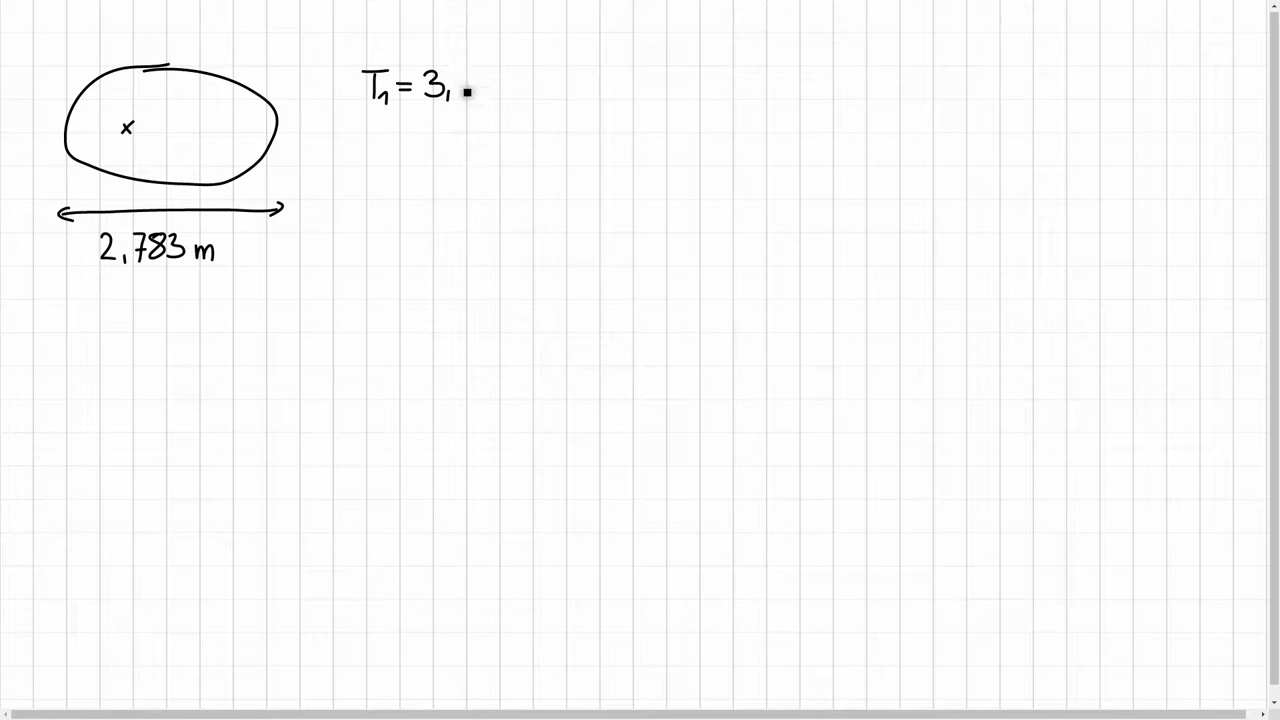 T₁ = 3,
x
2,783 m